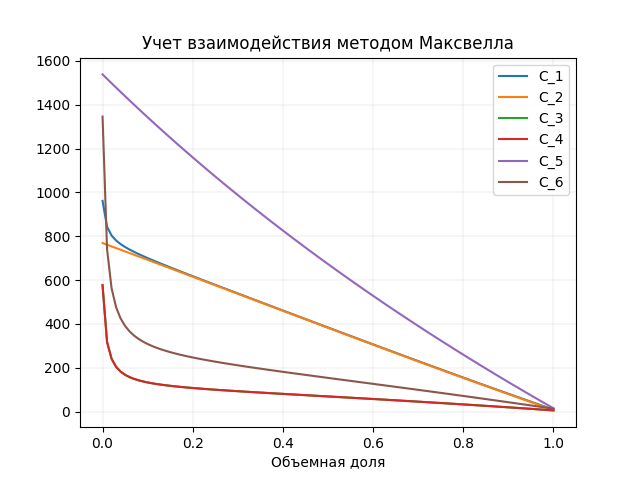 Учет взаимодействия методом Максвелла
1600
1400
1200
1000
800
600
400
200
0
C_1
C_2
C_3
C_4
C_5
C_6
0.0 0.2 0.4 0.6 0.8 1.0
Объемная доля